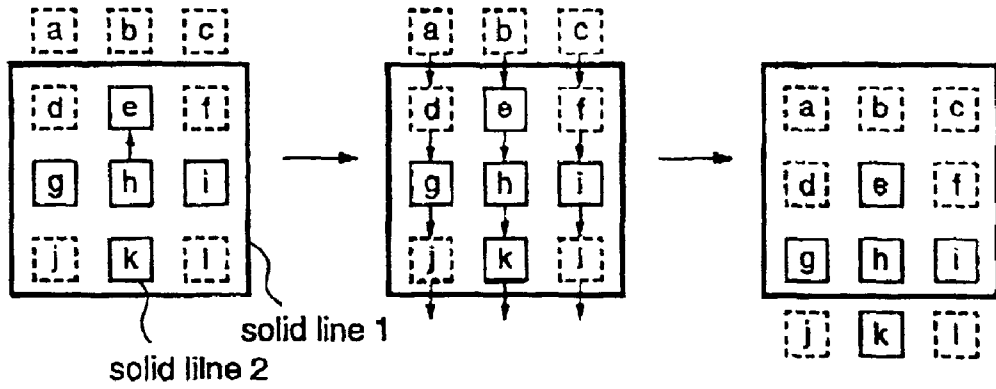 a b c a b c
d e f d e f a b c
g h i g h i d e f
j k l j k l g h i
solid line 1 j k l
solid lilne 2